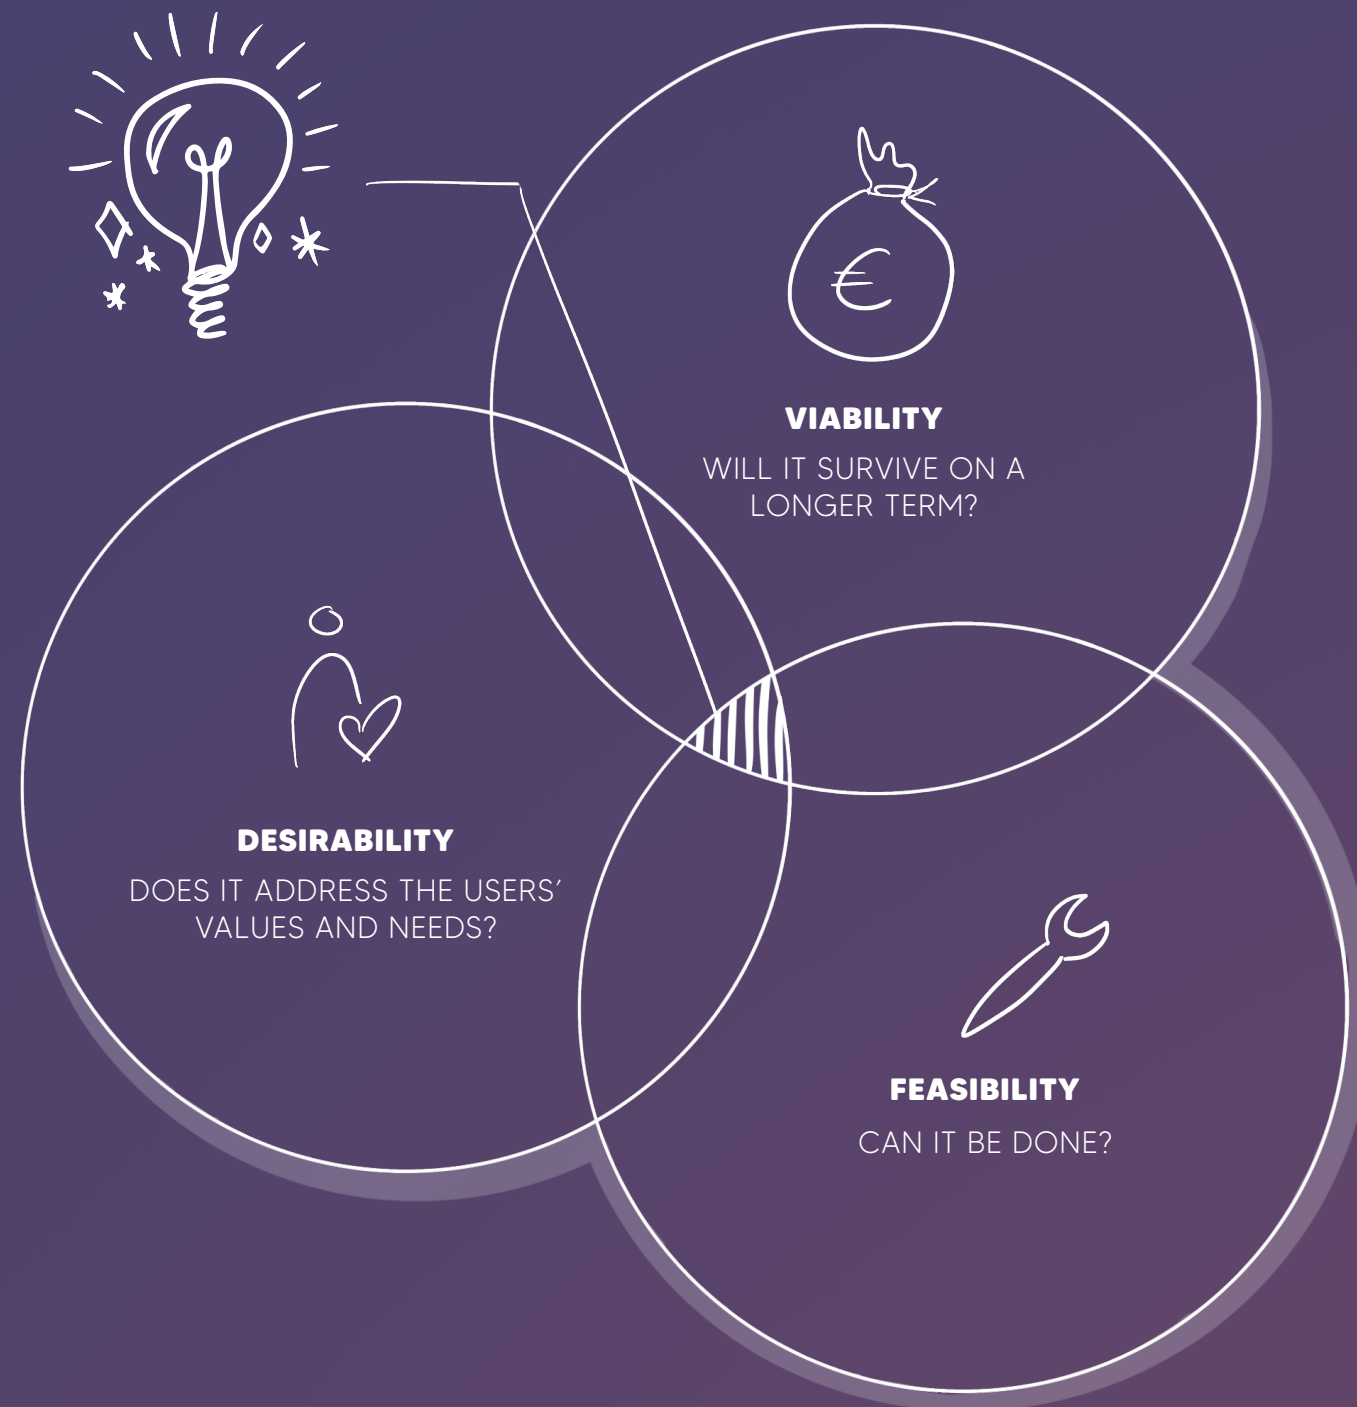 €
VIABILITY
WILL IT SURVIVE ON A
LONGER TERM?
DESIRABILITY
DOES IT ADDRESS THE USERS’
VALUES AND NEEDS?
FEASIBILITY
CAN IT BE DONE?